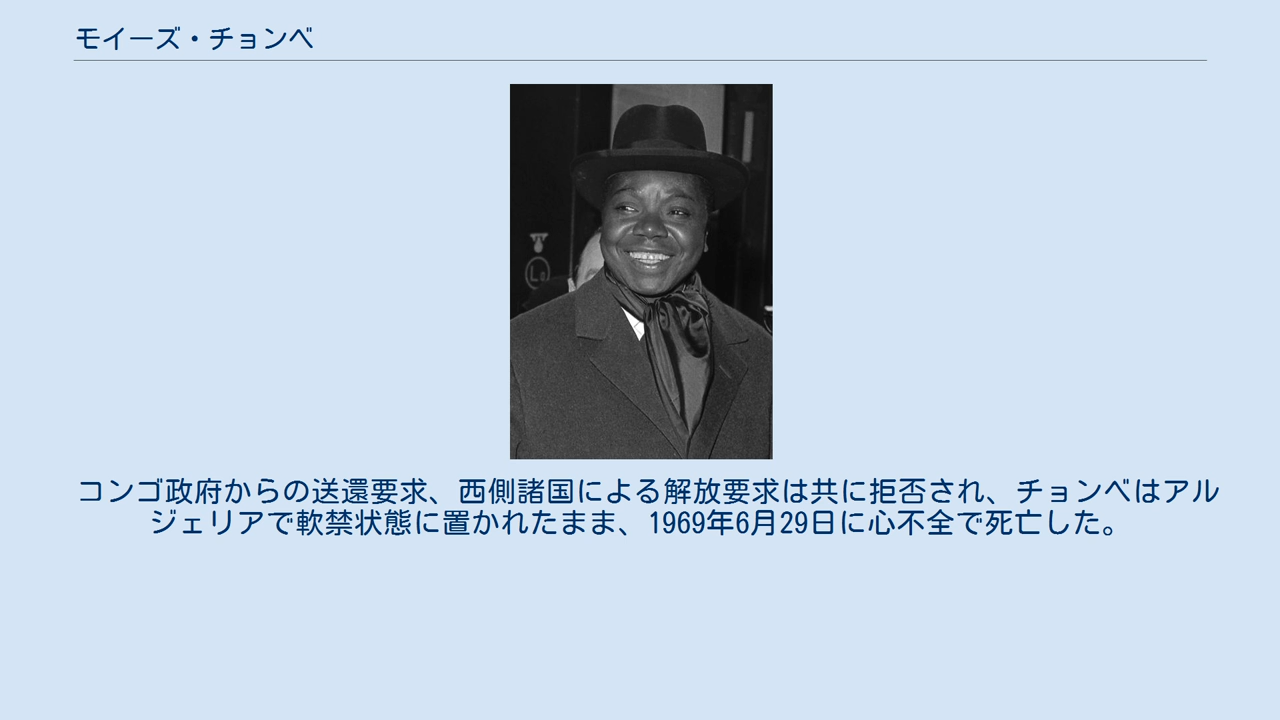 モイーズ・チョンベ
コンゴ政府からの送還要求、西側諸国による解放要求は共に拒否され、チョンベはアル
ジェリアで軟禁状態に置かれたまま、1969年6月29日に心不全で死亡した。